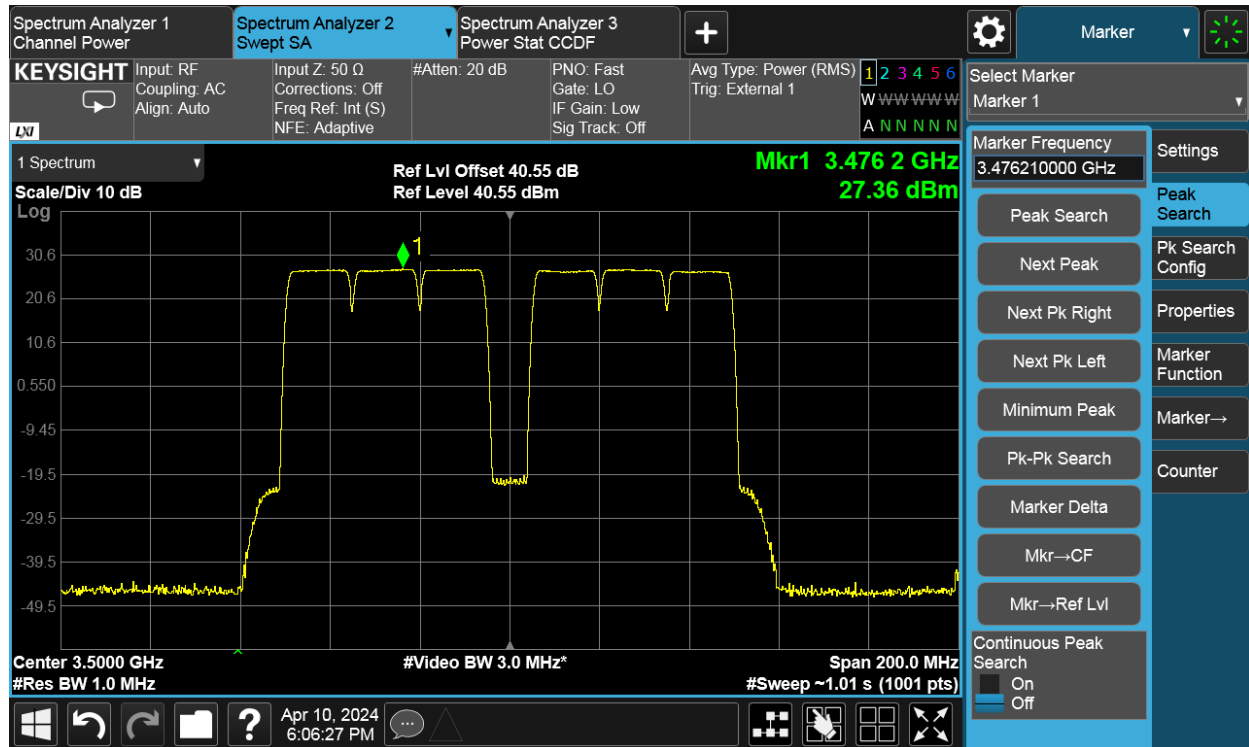 Spectrum Analyzer 1
Channel Power
Spectrum Analyzer 2
Swept SA
Spectrum Analyzer 3
Power Stat CCDF
+
Marker
KEYSIGHT
LXI
Input: RF
Coupling: AC
Align: Auto
Input Z: 50 Ω
Corrections: Off
Freq Ref: Int (S)
NFE: Adaptive
#Atten: 20 dB
PNO: Fast
Gate: LO
IF Gain: Low
Sig Track: Off
Avg Type: Power (RMS)
Trig: External 1
1 2 3 4 5 6
W W W W W W
A N N N N N
Select Marker
Marker 1
1 Spectrum
Scale/Div 10 dB
Log
Ref Lvl Offset 40.55 dB
Ref Level 40.55 dBm
Mkr1 3.476 2 GHz
27.36 dBm
1
30.6
20.6
10.6
0.550
-9.45
-19.5
-29.5
-39.5
-49.5
Center 3.5000 GHz
#Res BW 1.0 MHz
#Video BW 3.0 MHz*
Span 200.0 MHz
#Sweep ~1.01 s (1001 pts)
Marker Frequency
3.476210000 GHz
Peak Search
Next Peak
Next Pk Right
Next Pk Left
Minimum Peak
Pk-Pk Search
Marker Delta
Mkr→CF
Mkr→Ref Lvl
Continuous Peak
Search
On
Off
Settings
Peak
Search
Pk Search
Config
Properties
Marker
Function
Marker→
Counter
?
Apr 10, 2024
6:06:27 PM